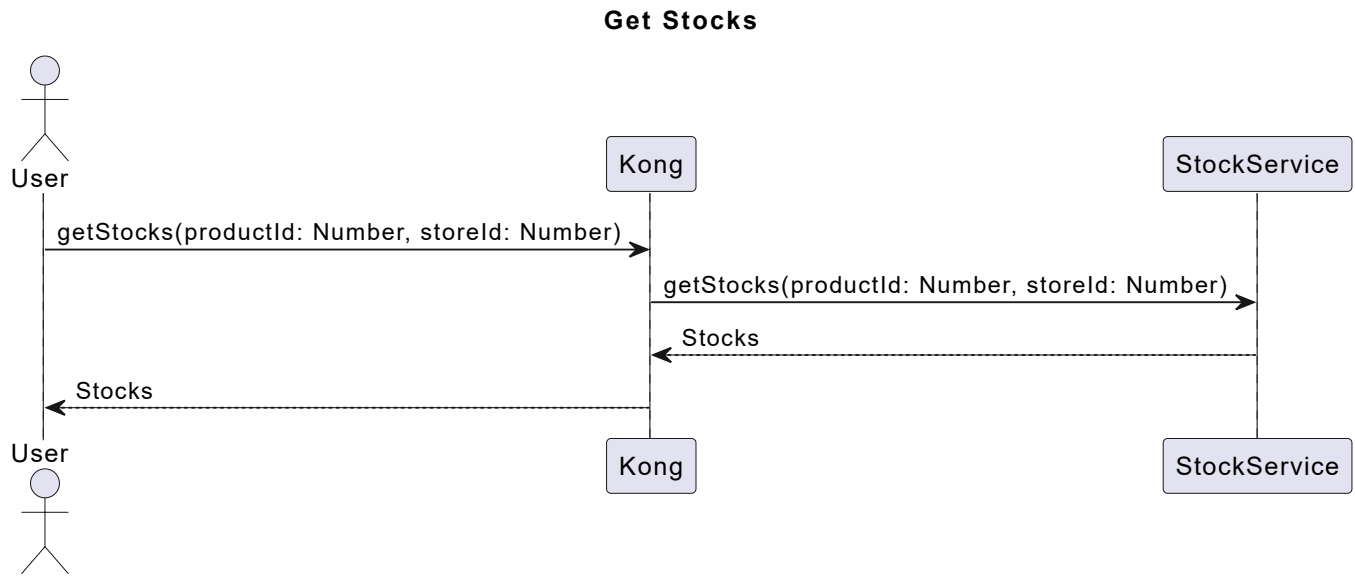 Get Stocks
User
Kong
StockService
getStocks(productId: Number, storeId: Number)
getStocks(productId: Number, storeId: Number)
Stocks
Stocks
User
Kong
StockService